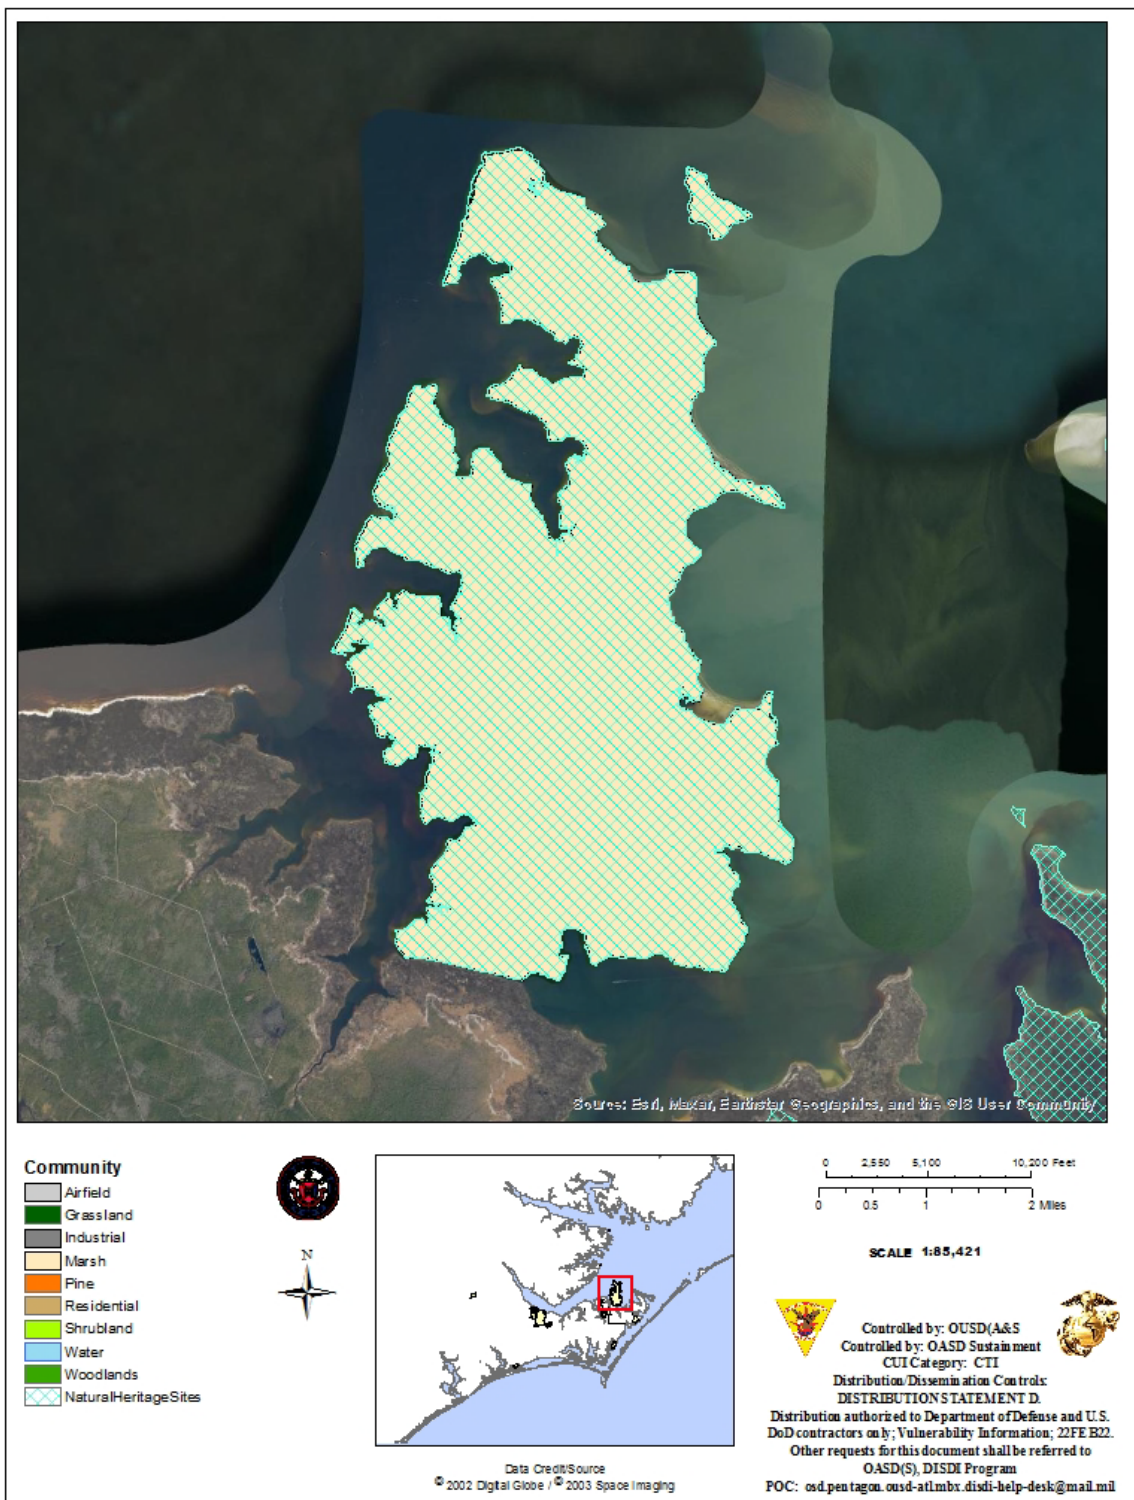 Source: Esri, Maxar, Earthstar Geographics, and the GIS User Community
Community
Airfield
Grassland
Industrial
Marsh
Pine
Residential
Shrubland
Water
Woodlands
NaturalHeritageSites
N
Data Credit/Source
© 2002 Digital Globe / © 2003 Space Imaging
0 2,550 5,100 10,200 Feet
0 0.5 1 2 Miles
SCALE 1:85,421
Controlled by: OUSD(A&S
Controlled by: OASD Sustainment
CUI Category: CTI
Distribution/Dissemination Controls:
DISTRIBUTION STATEMENT D.
Distribution authorized to Department of Defense and U.S.
DoD contractors only; Vulnerability Information; 22FEB22.
Other requests for this document shall be referred to
OASD(S), DISDI Program
POC: osd.pentagon.ousd-atl.mbx.disdi-help-desk@mail.mil